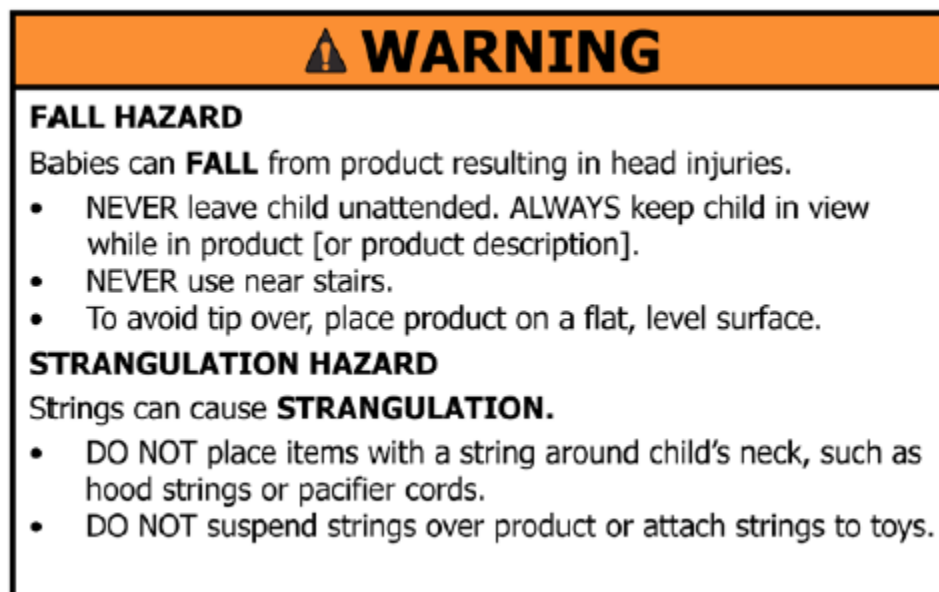 WARNING
FALL HAZARD
Babies can FALL from product resulting in head injuries.
• NEVER leave child unattended. ALWAYS keep child in view
while in product [or product description].
• NEVER use near stairs.
• To avoid tip over, place product on a flat, level surface.
STRANGULATION HAZARD
Strings can cause STRANGULATION.
• DO NOT place items with a string around child's neck, such as
hood strings or pacifier cords.
• DO NOT suspend strings over product or attach strings to toys.